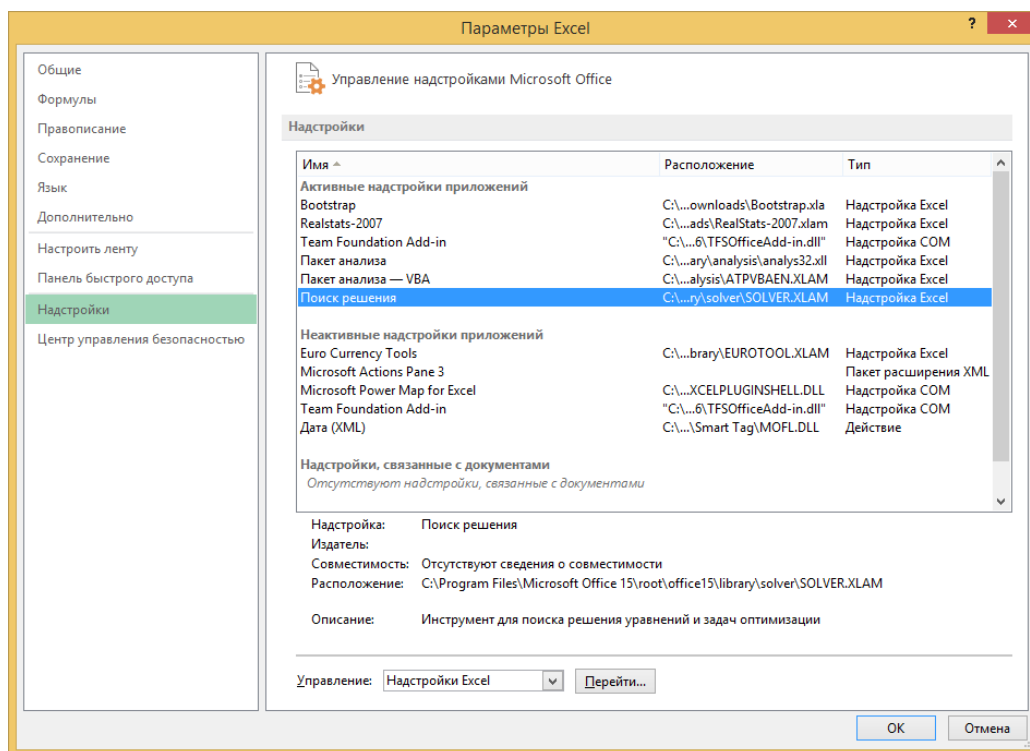 Параметры Excel
?
×
Общие
Формулы
Правописание
Сохранение
Язык
Дополнительно
Настроить ленту
Панель быстрого доступа
Надстройки
Центр управления безопасностью
Управление надстройками Microsoft Office
Надстройки
Имя Расположение Тип
Активные надстройки приложений
Bootstrap C:\...ownloads\Bootstrap.xla Надстройка Excel
Realstats-2007 C:\...ads\RealStats-2007.xlam Надстройка Excel
Team Foundation Add-in "C:\...6\TFSOfficeAdd-in.dll" Надстройка COM
Пакет анализа C:\...ary\analysis\analys32.xll Надстройка Excel
Пакет анализа — VBA C:\...alysis\ATPVBAEN.XLAM Надстройка Excel
Поиск решения C:\...ry\solver\SOLVER.XLAM Надстройка Excel
Неактивные надстройки приложений
Euro Currency Tools C:\...brary\EUROTOOL.XLAM Надстройка Excel
Microsoft Actions Pane 3 Пакет расширения XML
Microsoft Power Map for Excel C:\...XCELPLUGINSHELL.DLL Надстройка COM
Team Foundation Add-in "C:\...6\TFSOfficeAdd-in.dll" Надстройка COM
Дата (XML) C:\...\Smart Tag\MOFL.DLL Действие
Надстройки, связанные с документами
Отсутствуют надстройки, связанные с документами
Надстройка: Поиск решения
Издатель:
Совместимость: Отсутствуют сведения о совместимости
Расположение: C:\Program Files\Microsoft Office 15\root\office15\library\solver\SOLVER.XLAM
Описание: Инструмент для поиска решения уравнений и задач оптимизации
Управление: Надстройки Excel Перейти...
ОК Отмена